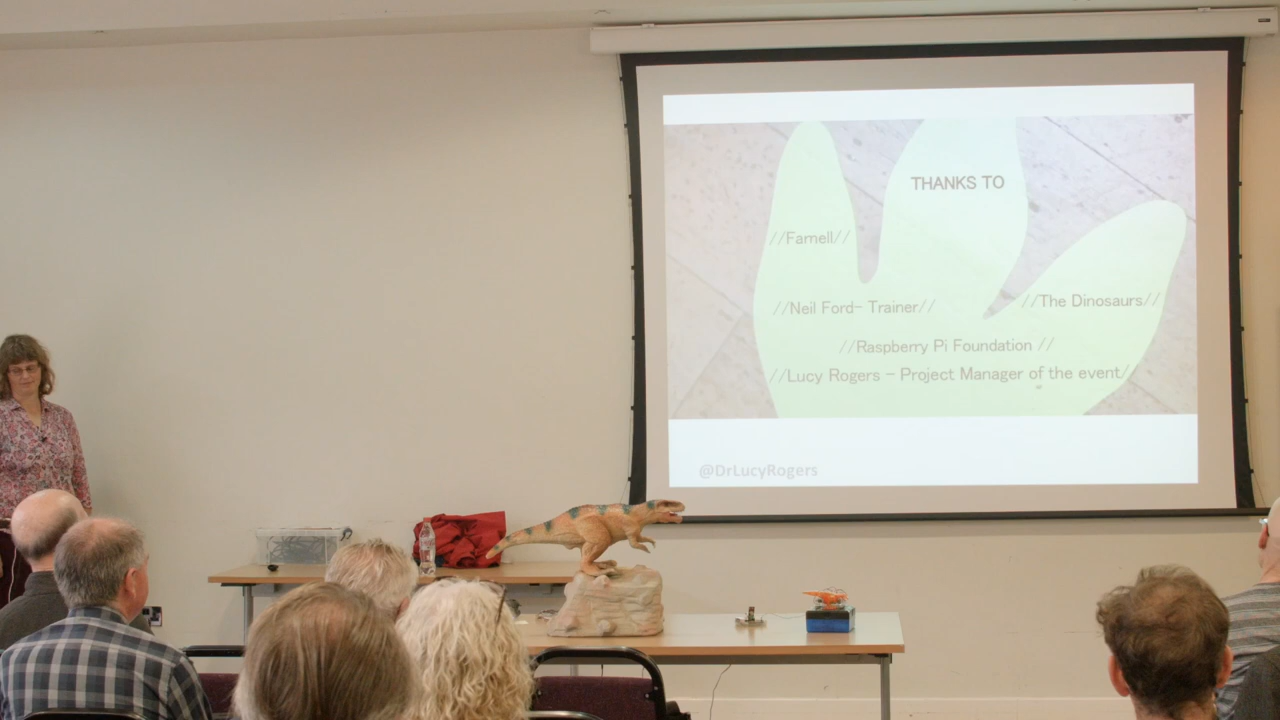 THANKS TO
//Farnell//
//Neil Ford- Trainer//
//The Dinosaurs//
//Raspberry Pi Foundation //
//Lucy Rogers - Project Manager of the event/
@DrLucyRogers